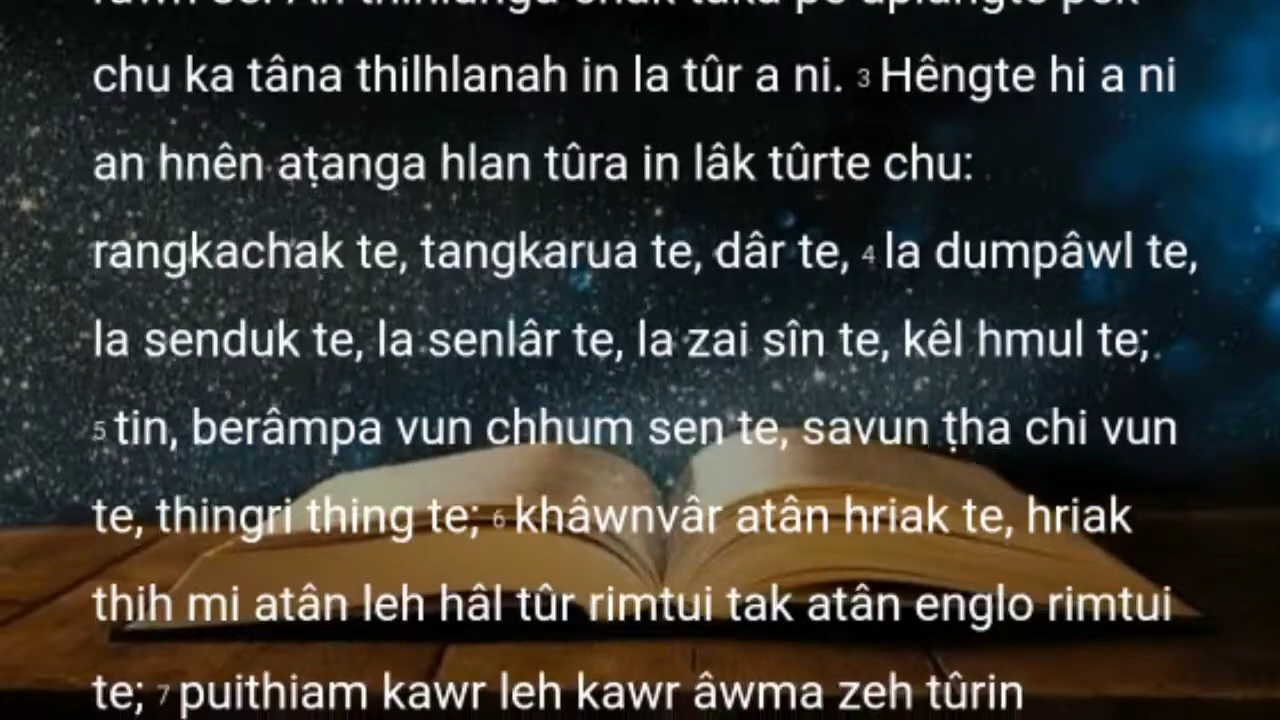 chu ka tâna thilhlanah in la tûr a ni. 3 Hêngte hi a ni
an hnên aṭanga hlan tûra in lâk tûrte chu:
rangkachak te, tangkarua te, dâr te, 4 la dumpâwl te,
la senduk te, la senlâr te, la zai sîn te, kêl hmul te;
5 tin, berâmpa vun chhum sen te, savun ṭha chi vun
te, thingri thing te; 6 khâwnvâr atân hriak te, hriak
thih mi atân leh hâl tûr rimtui tak atân englo rimtui
te; 7 puithiam kawr leh kawr âwma zeh tûrin